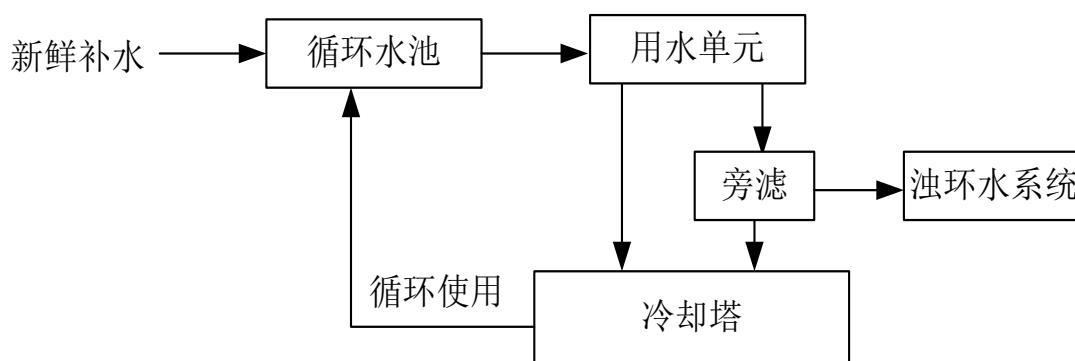 新鲜补水
循环水池
用水单元
旁滤
浊环水系统
循环使用
冷却塔